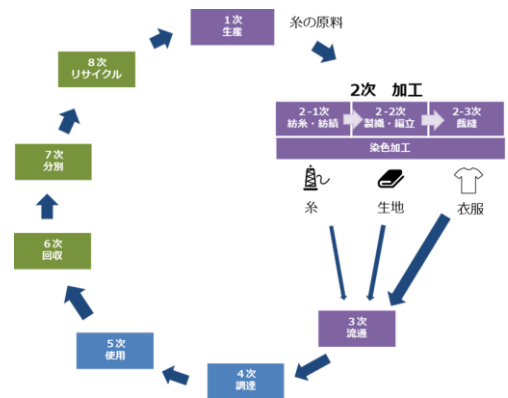 1次
生産
糸の原料
2次 加工
2-1次
紡糸・紡績
2-2次
製織・編立
2-3次
裁縫
染色加工
糸
生地
衣服
3次
流通
4次
調達
5次
使用
6次
回収
7次
分別
8次
リサイクル